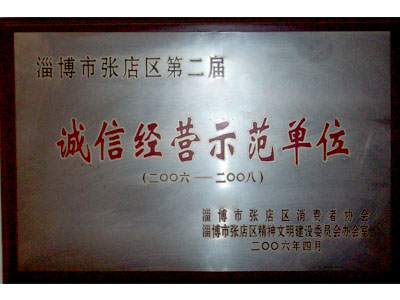 淄博市张店区第二届
诚信经营示范单位
(二〇〇六——二〇〇八)
淄博市张店区消费者协会
淄博市张店区精神文明建设委员会办公室
二〇〇六年四月